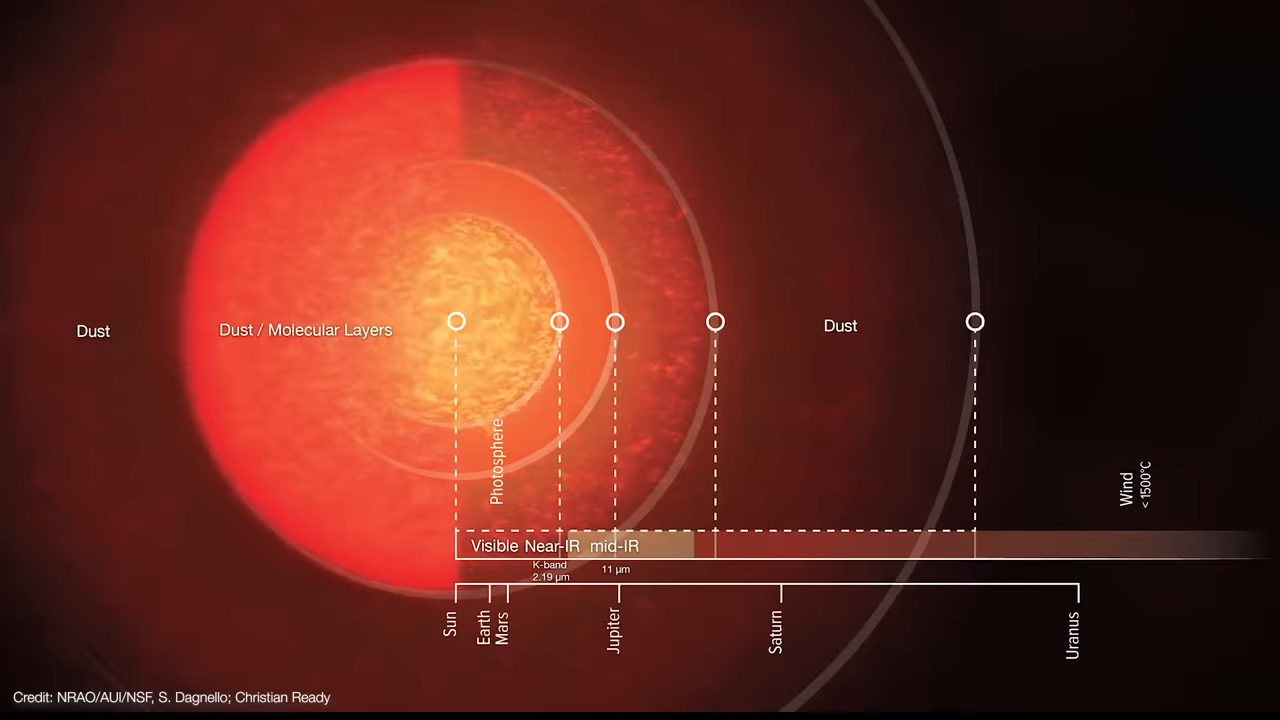 Dust
Dust / Molecular Layers
Dust
Photosphere
Wind
< 1500°C
Visible Near-IR mid-IR
K-band
2.19 µm
11 µm
Sun
Earth
Mars
Jupiter
Saturn
Uranus
Credit: NRAO/AUI/NSF, S. Dagnello; Christian Ready